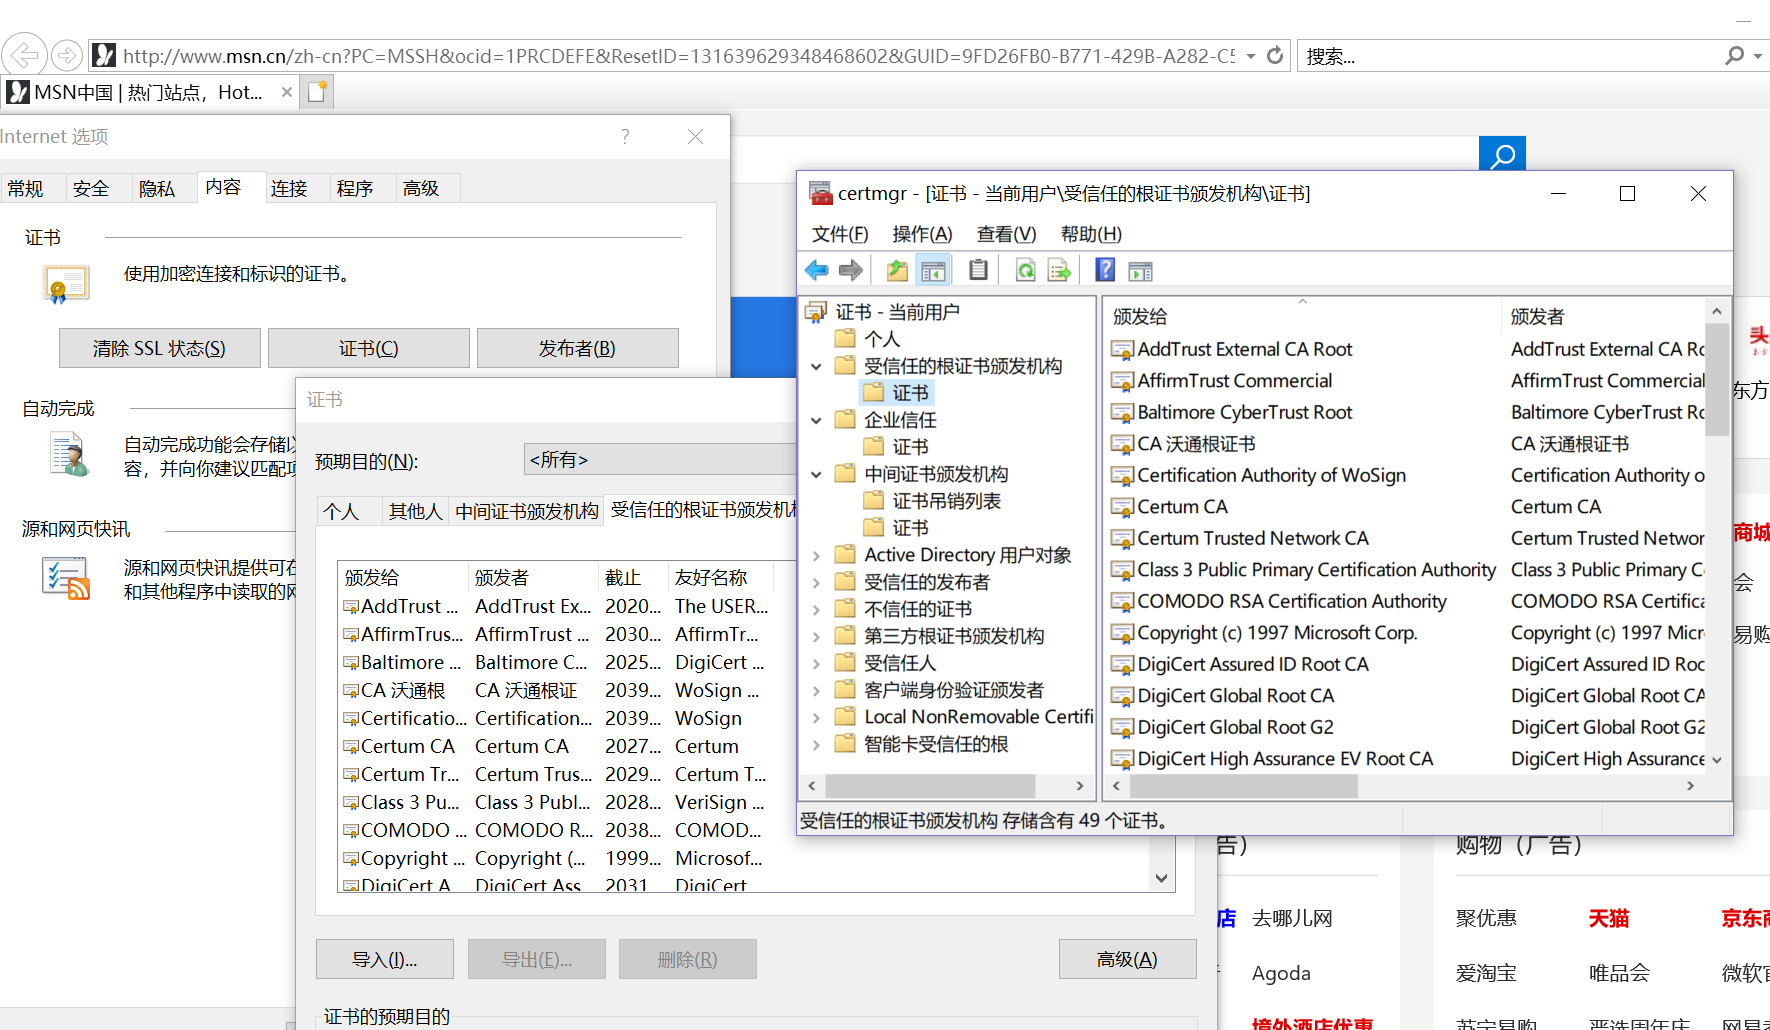 http://www.msn.cn/zh-cn?PC=MSSH&ocid=1PRCDEFE&ResetID=131639629348468602&GUID=9FD26FB0-B771-429B-A282-C5
搜索...
MSN中国 | 热门站点，Hot...
Internet 选项
?
常规 安全 隐私 内容 连接 程序 高级
证书
使用加密连接和标识的证书。
清除 SSL 状态(S) 证书(C) 发布者(B)
自动完成
自动完成功能会存储以
容，并向你建议匹配项
源和网页快讯
源和网页快讯提供可在
和其他程序中读取的网
证书
预期目的(N): <所有>
个人 其他人 中间证书颁发机构 受信任的根证书颁发机构
颁发给 颁发者 截止 友好名称
AddTrust ... AddTrust Ex... 2020... The USER...
AffirmTrus... AffirmTrust ... 2030... AffirmTr...
Baltimore ... Baltimore C... 2025... DigiCert ...
CA 沃通根 CA 沃通根证 2039... WoSign ...
Certificatio... Certification... 2039... WoSign
Certum CA Certum CA 2027... Certum
Certum Tr... Certum Trus... 2029... Certum T...
Class 3 Pu... Class 3 Publ... 2028... VeriSign ...
COMODO ... COMODO R... 2038... COMOD...
Copyright ... Copyright (... 1999... Microsof...
DigiCert A DigiCert Ass 2031 DigiCert
导入(I)... 导出(E)... 删除(R) 高级(A)
证书的预期目的
certmgr - [证书 - 当前用户\受信任的根证书颁发机构\证书]
文件(F) 操作(A) 查看(V) 帮助(H)
证书 - 当前用户
个人
受信任的根证书颁发机构
证书
企业信任
证书
中间证书颁发机构
证书吊销列表
证书
Active Directory 用户对象
受信任的发布者
不信任的证书
第三方根证书颁发机构
受信任人
客户端身份验证颁发者
Local NonRemovable Certifi
智能卡受信任的根
颁发给 颁发者
AddTrust External CA Root AddTrust External CA Rc
AffirmTrust Commercial AffirmTrust Commercial
Baltimore CyberTrust Root Baltimore CyberTrust Rc
CA 沃通根证书 CA 沃通根证书
Certification Authority of WoSign Certification Authority o
Certum CA Certum CA
Certum Trusted Network CA Certum Trusted Networ
Class 3 Public Primary Certification Authority Class 3 Public Primary C
COMODO RSA Certification Authority COMODO RSA Certifica
Copyright (c) 1997 Microsoft Corp. Copyright (c) 1997 Micr
DigiCert Assured ID Root CA DigiCert Assured ID Roc
DigiCert Global Root CA DigiCert Global Root CA
DigiCert Global Root G2 DigiCert Global Root G2
DigiCert High Assurance EV Root CA DigiCert High Assurance
受信任的根证书颁发机构 存储含有 49 个证书。
头
东方
商城
会
易购
告) 购物（广告）
店 去哪儿网 聚优惠 天猫 京东商
Agoda 爱淘宝 唯品会 微软官
境外酒店优惠 苏宁易购 严选周年庆 网易考